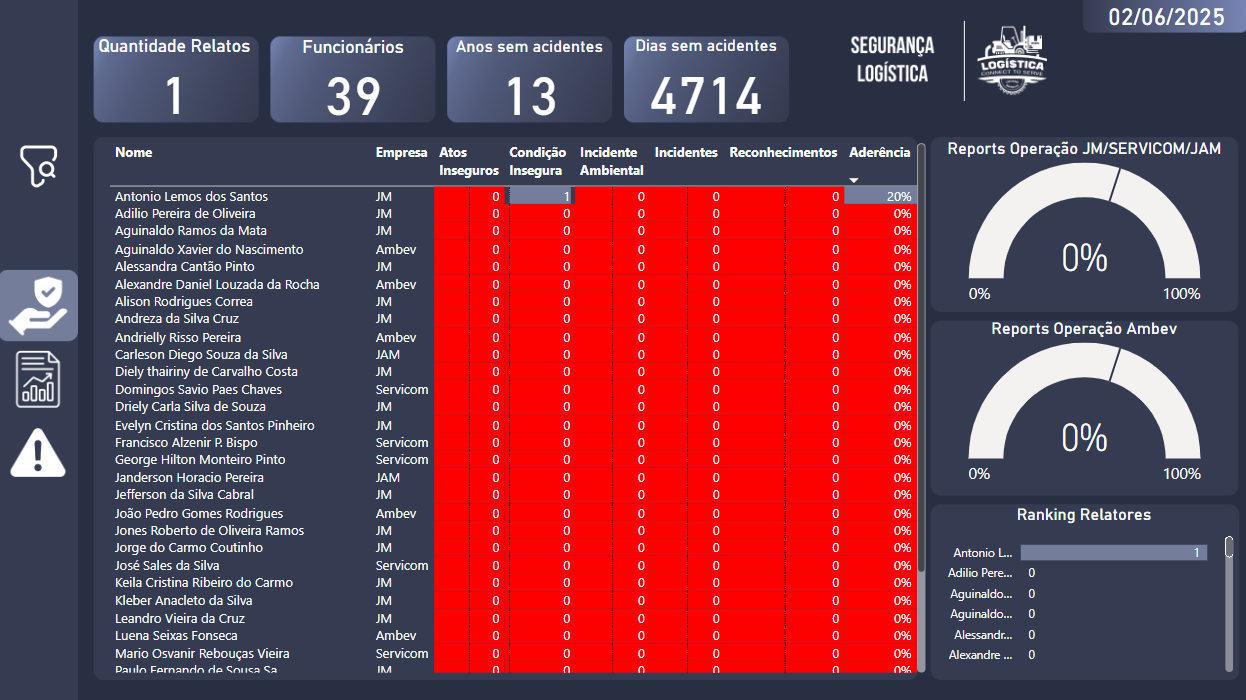 02/06/2025
Quantidade Relatos
1
Funcionários
39
Anos sem acidentes
13
Dias sem acidentes
4714
SEGURANÇA
LOGÍSTICA
LOGÍSTICA
CONNECT TO SERVE
Nome Empresa Atos Inseguros Condição Insegura Incidente Ambiental Incidentes Reconhecimentos Aderência
Antonio Lemos dos Santos JM 0 1 0 0 0 20%
Adilio Pereira de Oliveira JM 0 0 0 0 0 0%
Aguinaldo Ramos da Mata JM 0 0 0 0 0 0%
Aguinaldo Xavier do Nascimento Ambev 0 0 0 0 0 0%
Alessandra Cantão Pinto JM 0 0 0 0 0 0%
Alexandre Daniel Louzada da Rocha Ambev 0 0 0 0 0 0%
Alison Rodrigues Correa JM 0 0 0 0 0 0%
Andreza da Silva Cruz JM 0 0 0 0 0 0%
Andrielly Risso Pereira Ambev 0 0 0 0 0 0%
Carleson Diego Souza da Silva JAM 0 0 0 0 0 0%
Diely thairiny de Carvalho Costa JM 0 0 0 0 0 0%
Domingos Savio Paes Chaves Servicom 0 0 0 0 0 0%
Driely Carla Silva de Souza JM 0 0 0 0 0 0%
Evelyn Cristina dos Santos Pinheiro JM 0 0 0 0 0 0%
Francisco Alzenir P. Bispo Servicom 0 0 0 0 0 0%
George Hilton Monteiro Pinto Servicom 0 0 0 0 0 0%
Janderson Horacio Pereira JAM 0 0 0 0 0 0%
Jefferson da Silva Cabral JM 0 0 0 0 0 0%
João Pedro Gomes Rodrigues Ambev 0 0 0 0 0 0%
Jones Roberto de Oliveira Ramos JM 0 0 0 0 0 0%
Jorge do Carmo Coutinho JM 0 0 0 0 0 0%
José Sales da Silva Servicom 0 0 0 0 0 0%
Keila Cristina Ribeiro do Carmo JM 0 0 0 0 0 0%
Kleber Anacleto da Silva JM 0 0 0 0 0 0%
Leandro Vieira da Cruz JM 0 0 0 0 0 0%
Luena Seixas Fonseca Ambev 0 0 0 0 0 0%
Mario Osvanir Rebouças Vieira Servicom 0 0 0 0 0 0%
Paulo Fernando de Sousa Sa JM 0 0 0 0 0 0%
Reports Operação JM/SERVICOM/JAM
0%
0% 100%
Reports Operação Ambev
0%
0% 100%
Ranking Relatores
Antonio L... 1
Adilio Pere... 0
Aguinaldo... 0
Aguinaldo... 0
Alessandr... 0
Alexandre ... 0